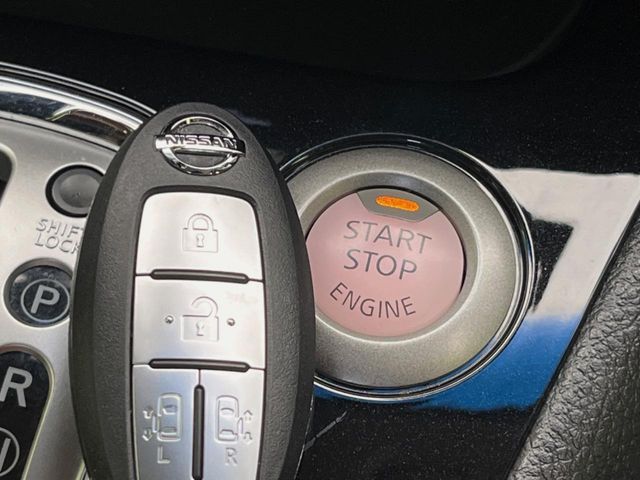 NISSAN
SHIFT
LOCK
P
R
N
START
STOP
ENGINE
L
R